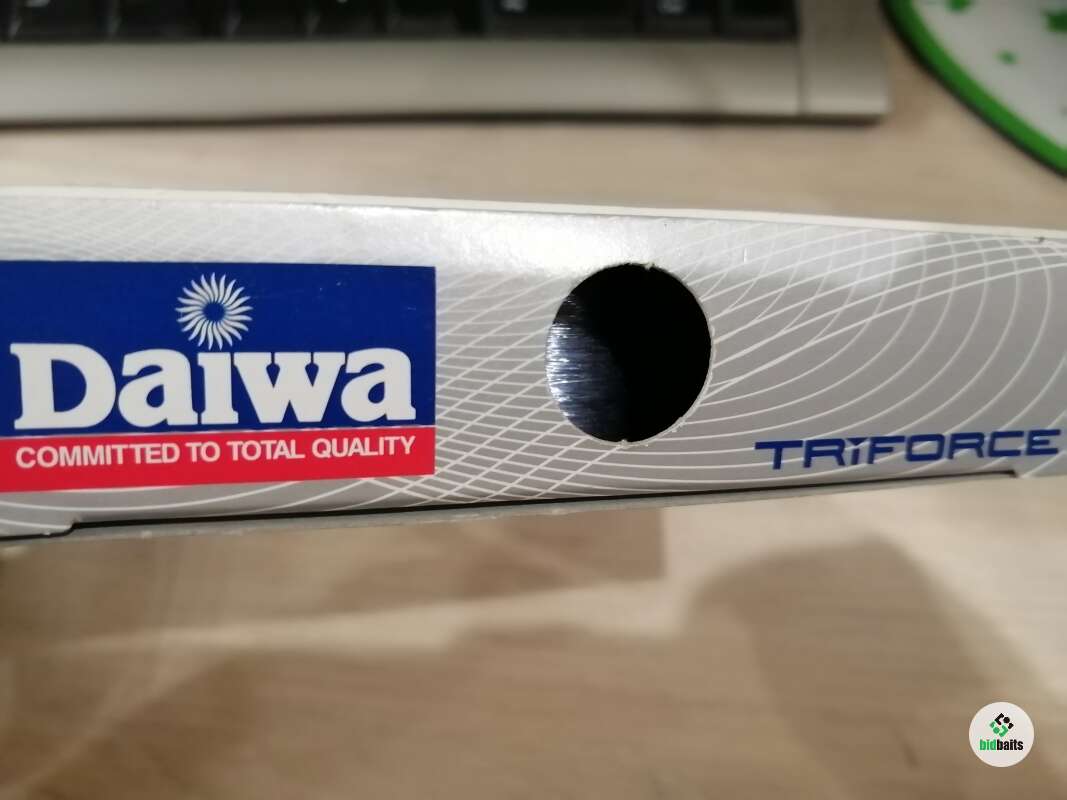 Daiwa
COMMITTED TO TOTAL QUALITY
TRiFORCE
bidbaits